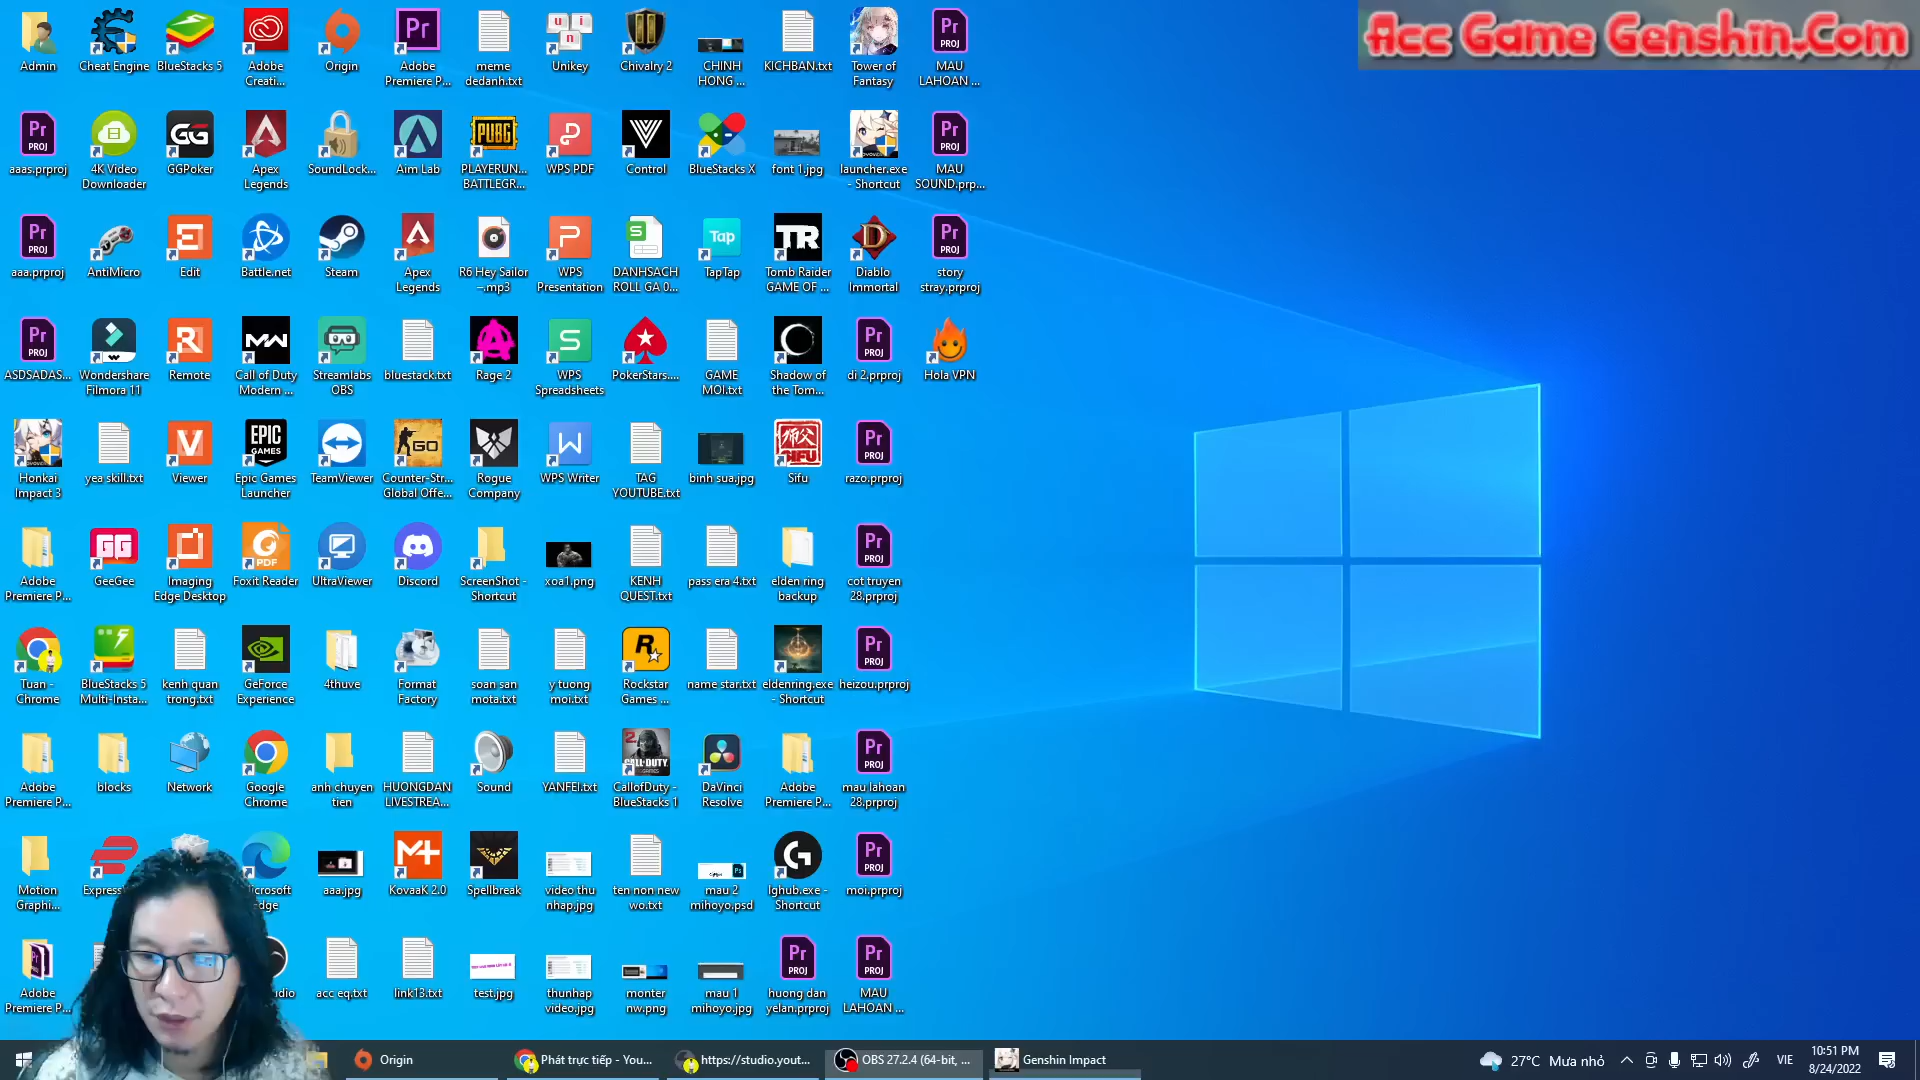 Acc Game Genshin.Com
Admin
Cheat Engine
BlueStacks 5
Adobe Creati...
Origin
Adobe Premiere P...
meme dedanh.txt
Unikey
Chivalry 2
CHINH HONG ...
KICHBAN.txt
Tower of Fantasy
MAU LAHOAN ...
aaas.prproj
4K Video Downloader
GGPoker
Apex Legends
SoundLock...
Aim Lab
PLAYERUN... BATTLEGR...
WPS PDF
Control
BlueStacks X
font 1.jpg
launcher.exe - Shortcut
MAU SOUND.prp...
aaa.prproj
AntiMicro
Edit
Battle.net
Steam
Apex Legends
R6 Hey Sailor –.mp3
WPS Presentation
DANHSACH ROLL GA 0...
TapTap
Tomb Raider GAME OF ...
Diablo Immortal
story stray.prproj
ASDSADAS...
Wondershare Filmora 11
Remote
Call of Duty Modern ...
Streamlabs OBS
bluestack.txt
Rage 2
WPS Spreadsheets
PokerStars....
GAME MOI.txt
Shadow of the Tom...
di 2.prproj
Hola VPN
Honkai Impact 3
yea skill.txt
Viewer
Epic Games Launcher
TeamViewer
Counter-Str... Global Offe...
Rogue Company
WPS Writer
TAG YOUTUBE.txt
binh sua.jpg
Sifu
razo.prproj
Adobe Premiere P...
GeeGee
Imaging Edge Desktop
Foxit Reader
UltraViewer
Discord
ScreenShot - Shortcut
xoa1.png
KENH QUEST.txt
pass era 4.txt
elden ring backup
cot truyen 28.prproj
Tuan - Chrome
BlueStacks 5 Multi-Insta...
kenh quan trong.txt
GeForce Experience
4thuve
Format Factory
soan san mota.txt
y tuong moi.txt
Rockstar Games ...
name star.txt
eldenring.exe - Shortcut
heizou.prproj
Adobe Premiere P...
blocks
Network
Google Chrome
anh chuyen tien
HUONGDAN LIVESTREA...
Sound
YANFEI.txt
CallofDuty - BlueStacks 1
DaVinci Resolve
Adobe Premiere P...
mau lahoan 28.prproj
Motion Graphi...
Express
icrosoft dge
aaa.jpg
KovaaK 2.0
Spellbreak
video thu nhap.jpg
ten non new wo.txt
mau 2 mihoyo.psd
lghub.exe - Shortcut
moi.prproj
Adobe Premiere P...
udio
acc eq.txt
link13.txt
test.jpg
thunhap video.jpg
monter nw.png
mau 1 mihoyo.jpg
huong dan yelan.prproj
MAU LAHOAN ...
Origin
Phát trực tiếp - You...
https://studio.yout...
OBS 27.2.4 (64-bit, ...
Genshin Impact
27°C Mưa nhỏ
VIE
10:51 PM
8/24/2022